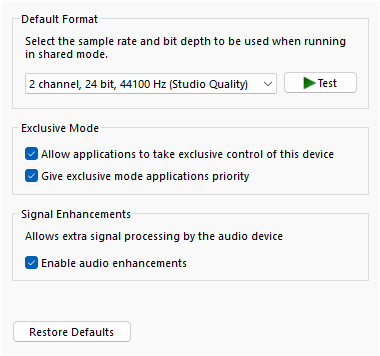 Default Format
Select the sample rate and bit depth to be used when running
in shared mode.
2 channel, 24 bit, 44100 Hz (Studio Quality)
Test
Exclusive Mode
Allow applications to take exclusive control of this device
Give exclusive mode applications priority
Signal Enhancements
Allows extra signal processing by the audio device
Enable audio enhancements
Restore Defaults